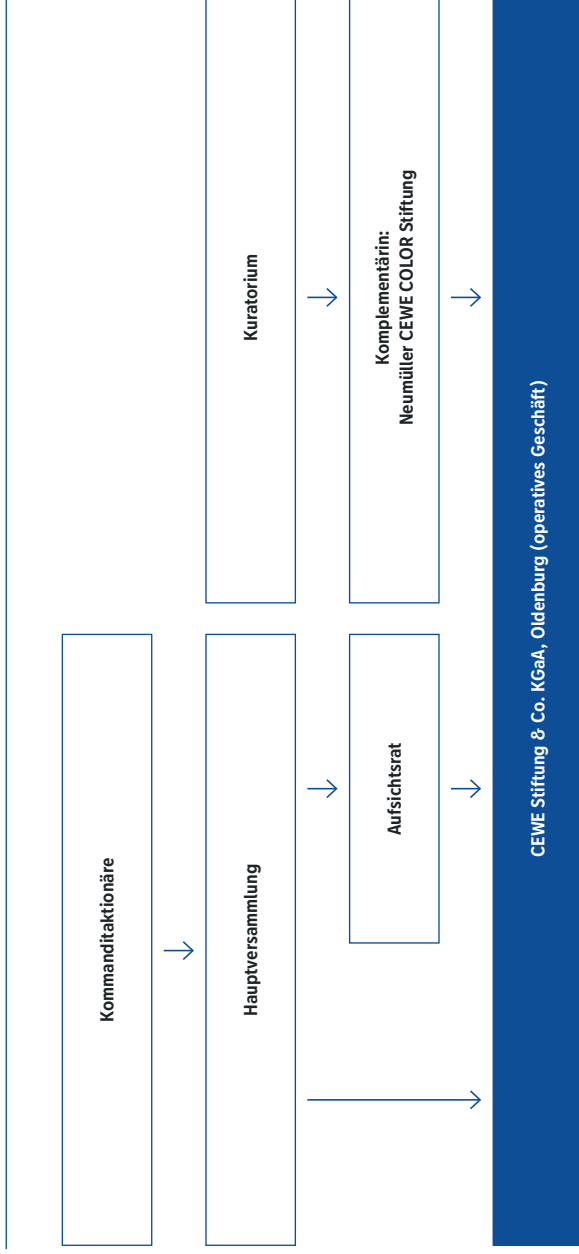 Kommanditaktionäre
Hauptversammlung
Kuratorium
Aufsichtsrat
Komplementärin:
Neumüller CEWE COLOR Stiftung
CEWE Stiftung & Co. KGaA, Oldenburg (operatives Geschäft)